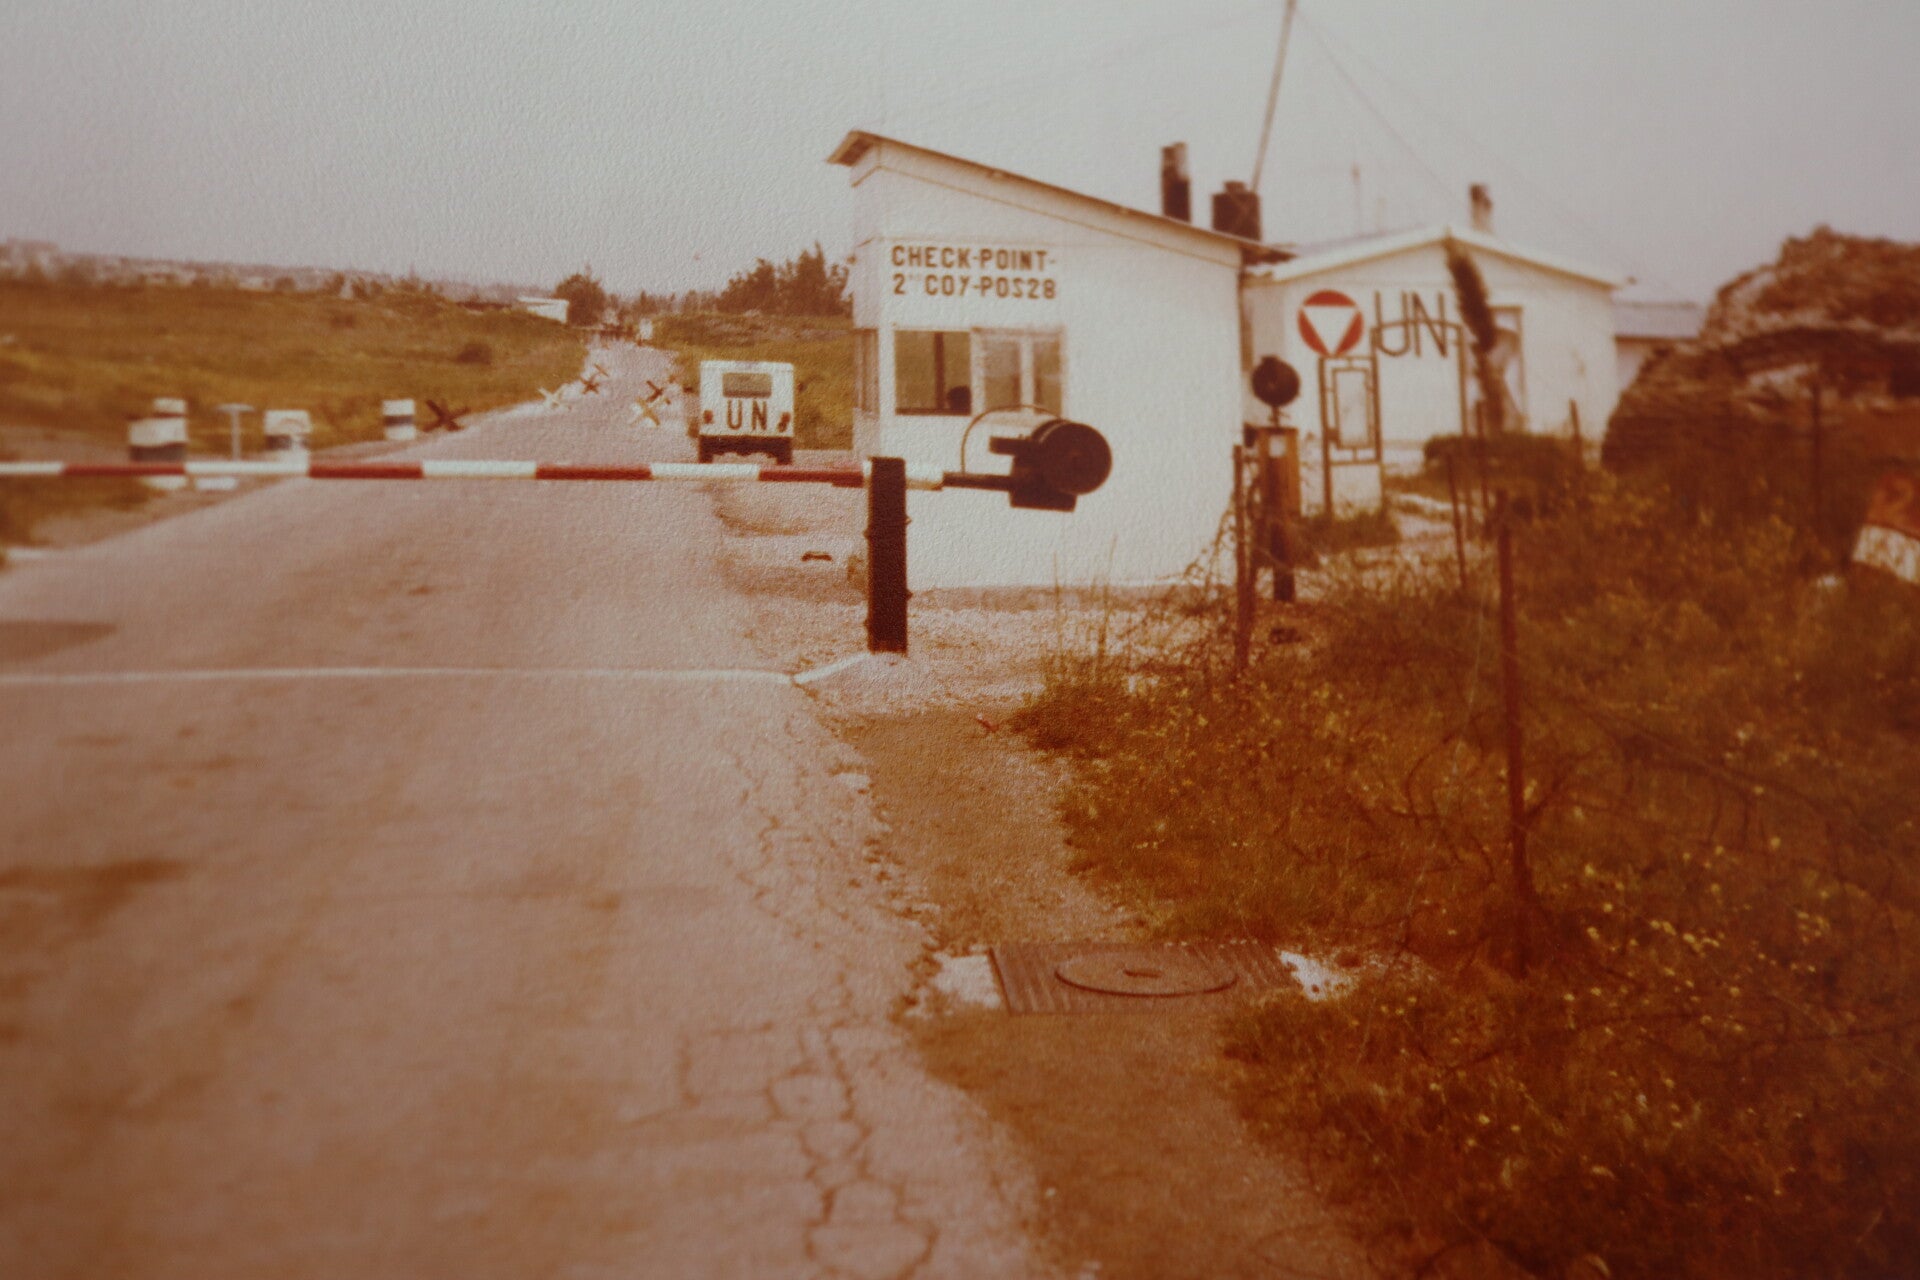 CHECK-POINT-
2ND COY-POS28
UN
UN